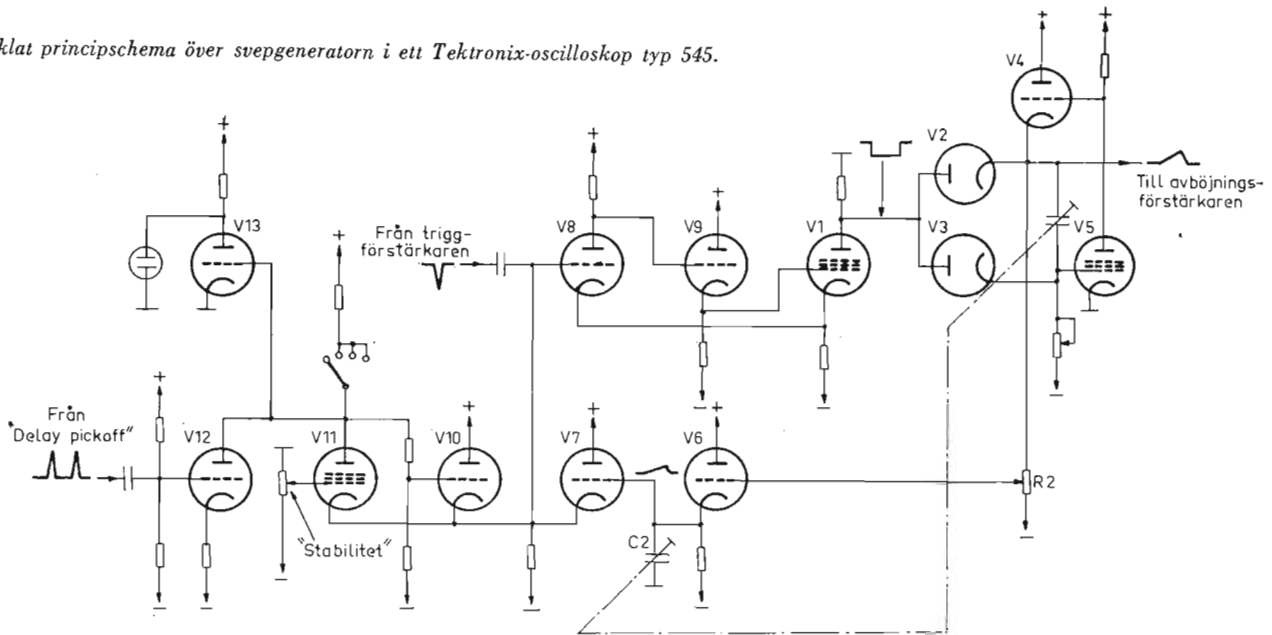 klat principschema över svepgeneratorn i ett Tektronix-oscilloskop typ 545.
+
+
V4
+
+
V2
V13
V8
V9
V1
Från trigg-
förstärkaren
V3
V5
Till avböjnings-
förstärkaren
+
+
Från
"Delay pickoff"
V12
V11
V10
+
V7
+
V6
+
R2
"Stabilitet"
C2